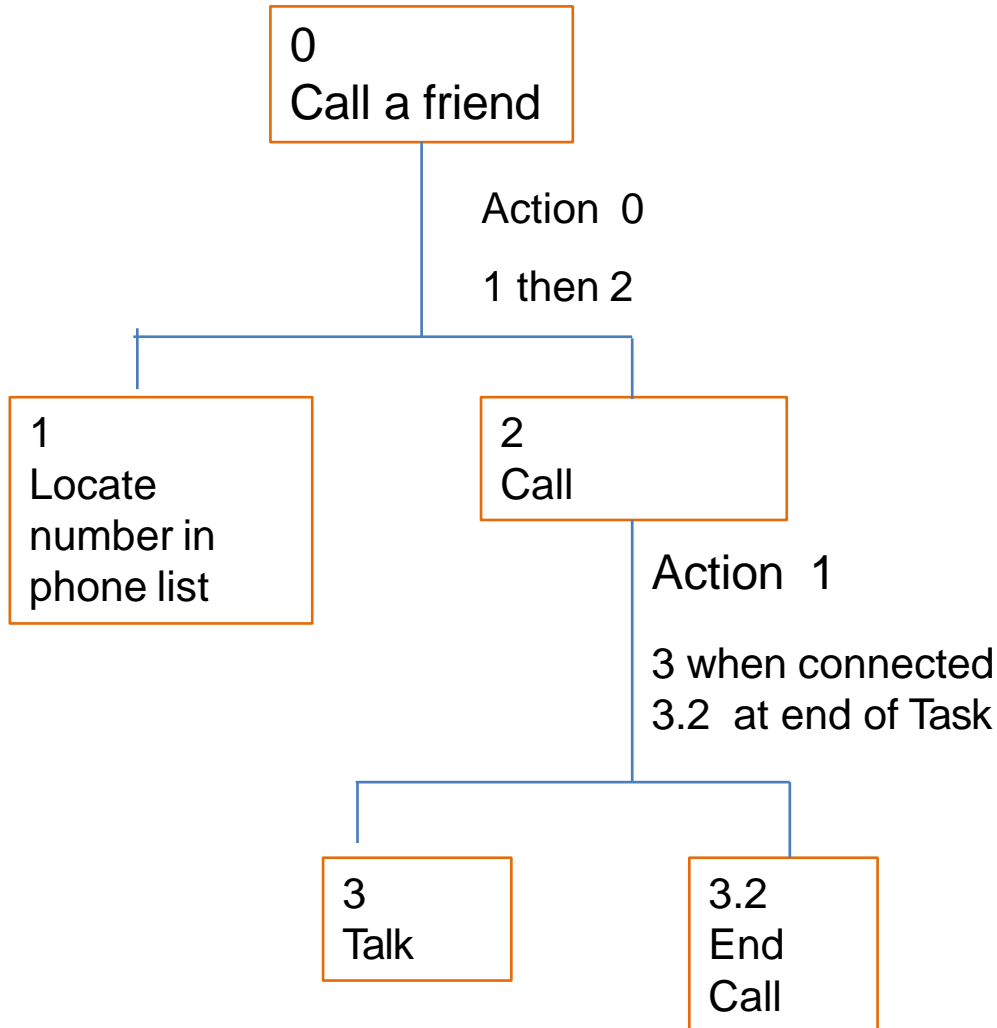 0
Call a friend
Action 0
1 then 2
1
Locate
number in
phone list
2
Call
Action 1
3 when connected
3.2 at end of Task
3
Talk
3.2
End
Call